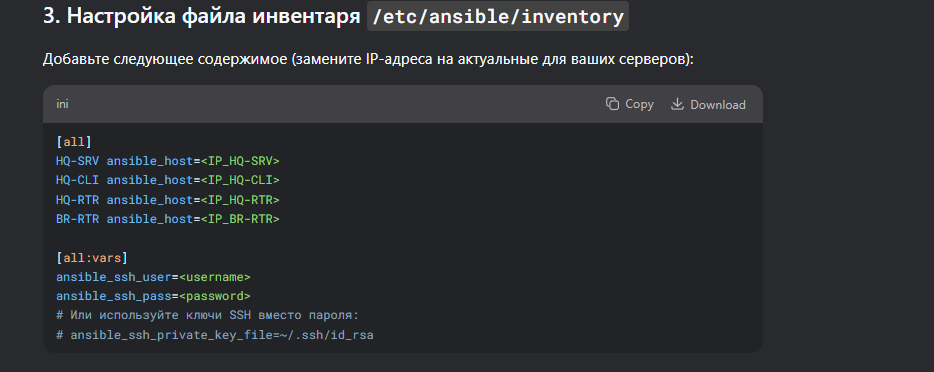 3. Настройка файла инвентаря /etc/ansible/inventory
Добавьте следующее содержимое (замените IP-адреса на актуальные для ваших серверов):
ini Copy Download
[all]
HQ-SRV ansible_host=<IP_HQ-SRV>
HQ-CLI ansible_host=<IP_HQ-CLI>
HQ-RTR ansible_host=<IP_HQ-RTR>
BR-RTR ansible_host=<IP_BR-RTR>
[all:vars]
ansible_ssh_user=<username>
ansible_ssh_pass=<password>
# Или используйте ключи SSH вместо пароля:
# ansible_ssh_private_key_file=~/.ssh/id_rsa